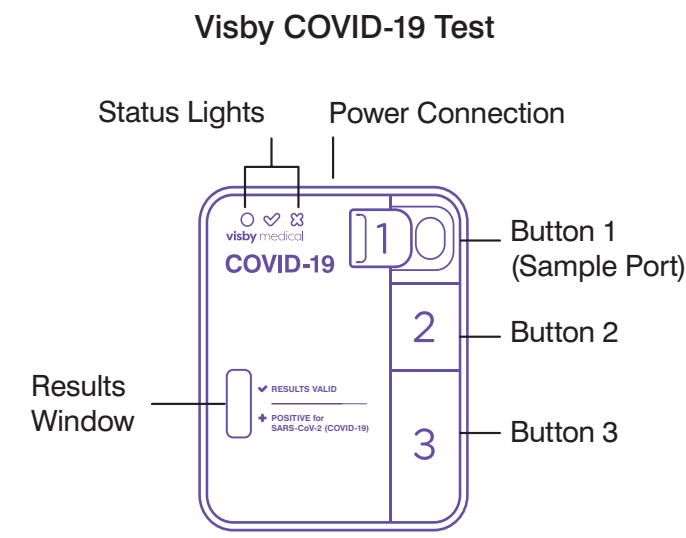 Visby COVID-19 Test
Status Lights
Power Connection
visby medical
COVID-19
1
Button 1
(Sample Port)
2
Button 2
Results
Window
RESULTS VALID
POSITIVE for
SARS-CoV-2 (COVID-19)
3
Button 3